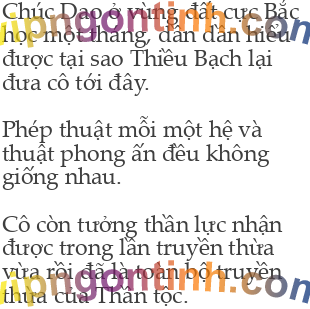 Chúc Dao ở vùng đất cực Bắc
học một tháng, dần dần hiểu
được tại sao Thiều Bạch lại
đưa cô tới đây.
Phép thuật mỗi một hệ và
thuật phong ấn đều không
giống nhau.
Cô còn tưởng thần lực nhận
được trong lần truyền thừa
vừa rồi đã là toàn bộ truyền
thừa của Thần tộc.